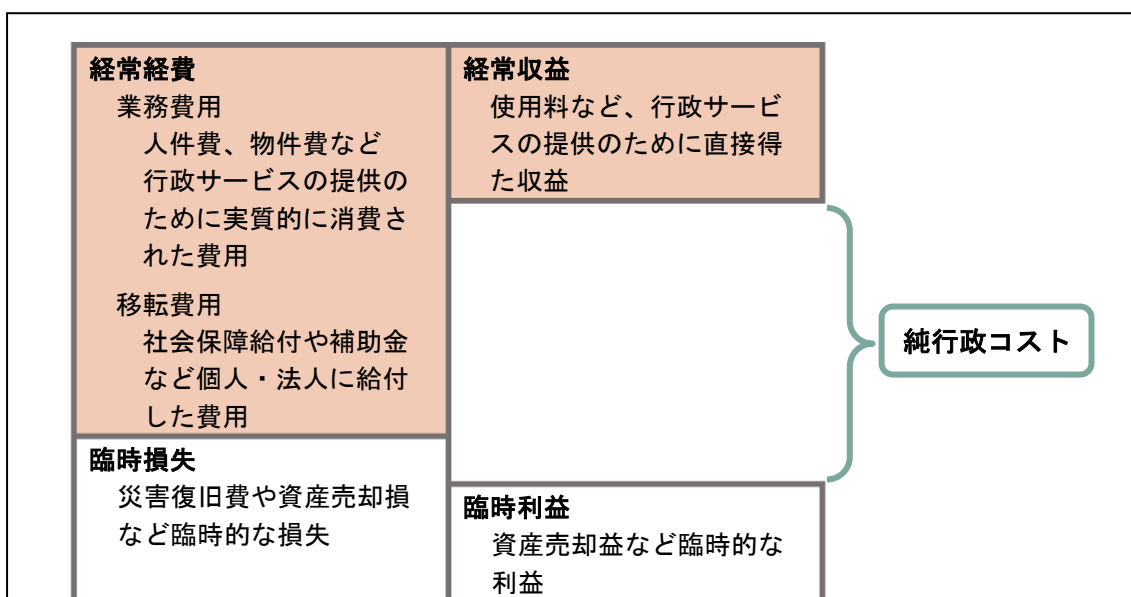 経常経費
業務費用
人件費、物件費など
行政サービスの提供の
ために実質的に消費さ
れた費用
移転費用
社会保障給付や補助金
など個人・法人に給付
した費用
臨時損失
災害復旧費や資産売却損
など臨時的な損失
経常収益
使用料など、行政サービ
スの提供のために直接得
た収益
臨時利益
資産売却益など臨時的な
利益
純行政コスト